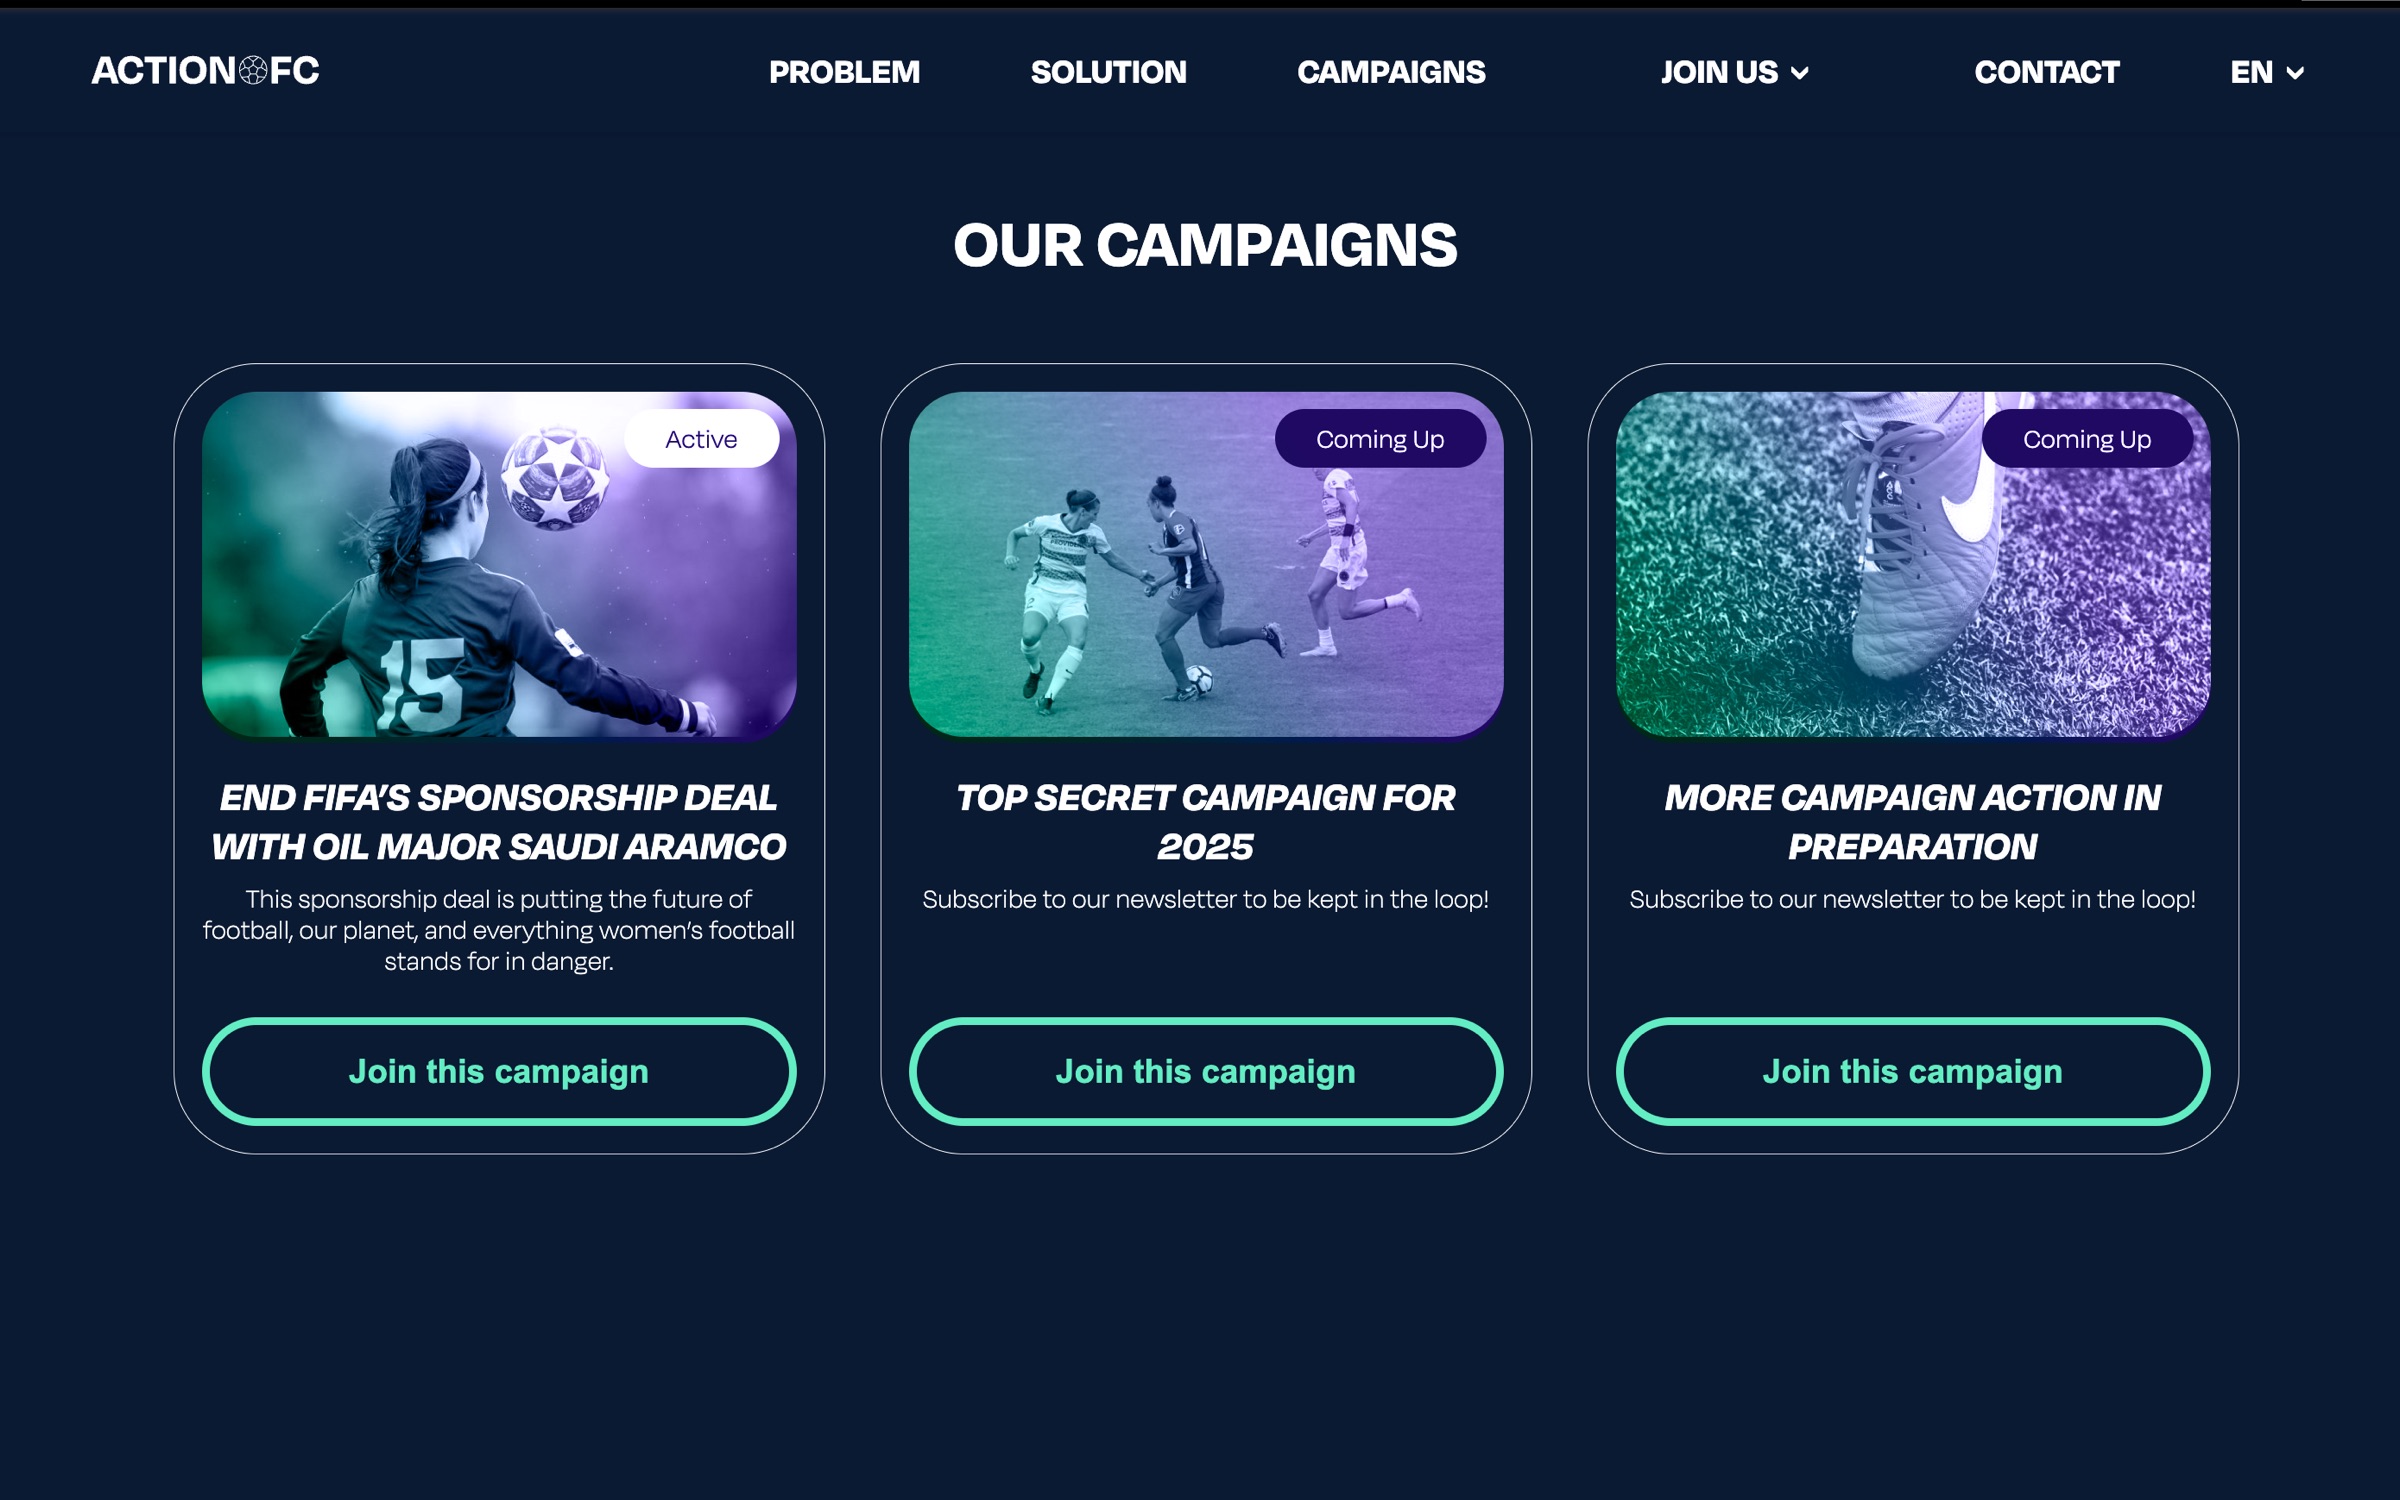 ACTION FC
PROBLEM
SOLUTION
CAMPAIGNS
JOIN US
CONTACT
EN
OUR CAMPAIGNS
Active
15
END FIFA’S SPONSORSHIP DEAL
WITH OIL MAJOR SAUDI ARAMCO
This sponsorship deal is putting the future of
football, our planet, and everything women’s football
stands for in danger.
Join this campaign
Coming Up
TOP SECRET CAMPAIGN FOR
2025
Subscribe to our newsletter to be kept in the loop!
Join this campaign
Coming Up
MORE CAMPAIGN ACTION IN
PREPARATION
Subscribe to our newsletter to be kept in the loop!
Join this campaign